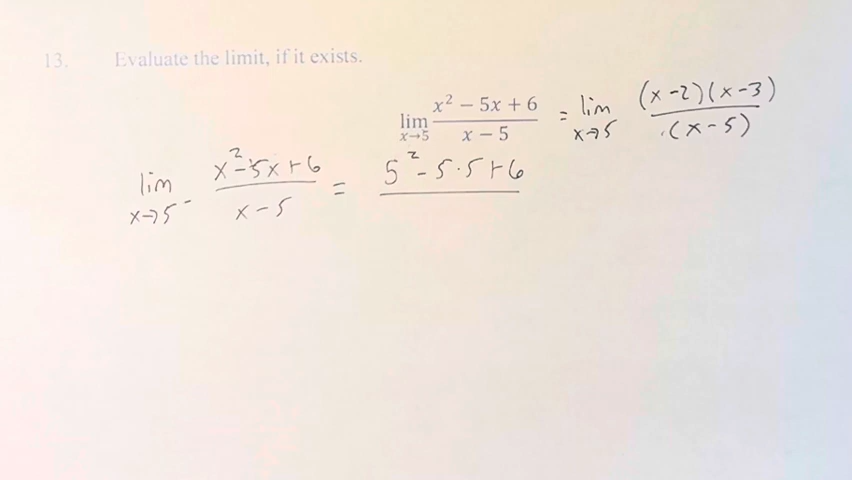 13. Evaluate the limit, if it exists.
lim x→5 (x² − 5x + 6)/(x − 5) = lim x→5 (x-2)(x-3)/(x-5)
lim x→5⁻ (x²-5x+6)/(x-5) = 5²-5·5+6